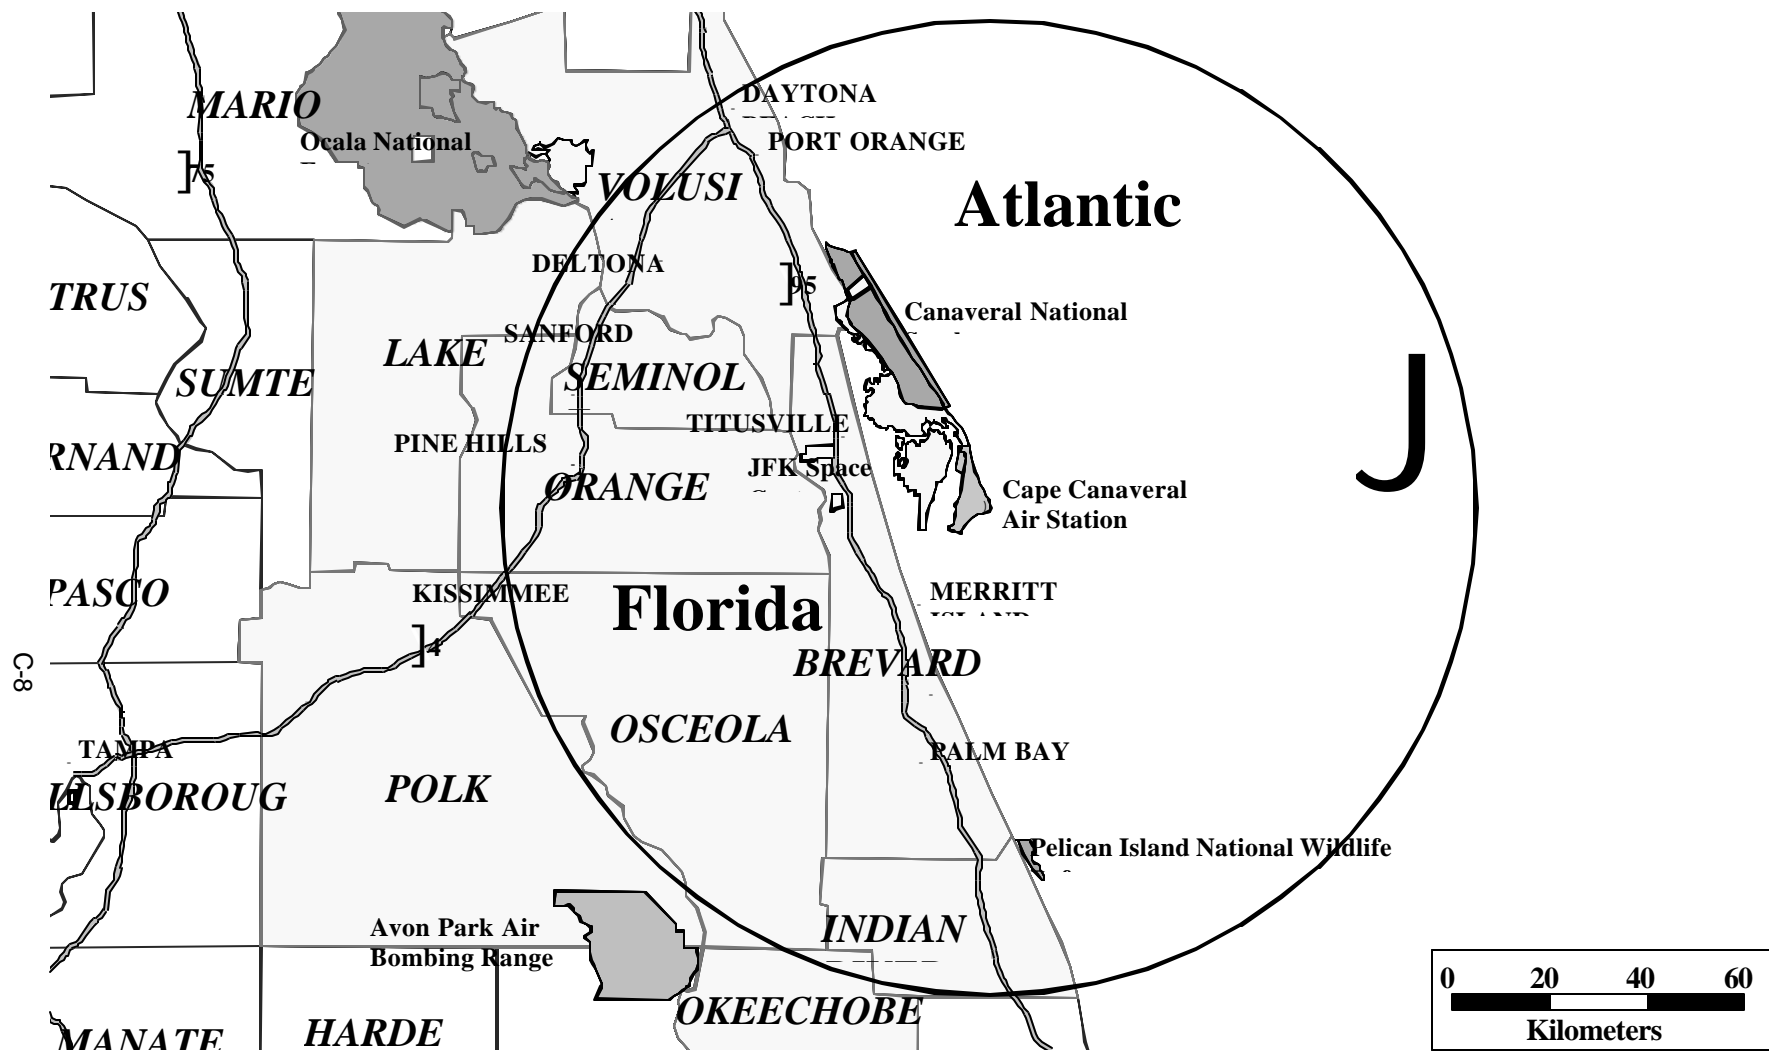 DAYTONA
MARIO
Ocala National
PORT ORANGE
75
VOLUSI
Atlantic
DELTONA
95
TRUS
Canaveral National
SANFORD
LAKE
SEMINOL
SUMTE
J
TITUSVILLE
PINE HILLS
RNAND
JFK Space
ORANGE
Cape Canaveral
Air Station
PASCO
KISSIMMEE
MERRITT
Florida
4
BREVARD
C-8
OSCEOLA
TAMPA
PALM BAY
POLK
LSBOROUG
Pelican Island National Wildlife
Avon Park Air
Bombing Range
INDIAN
0 20 40 60
Kilometers
OKEECHOBE
MANATE
HARDE